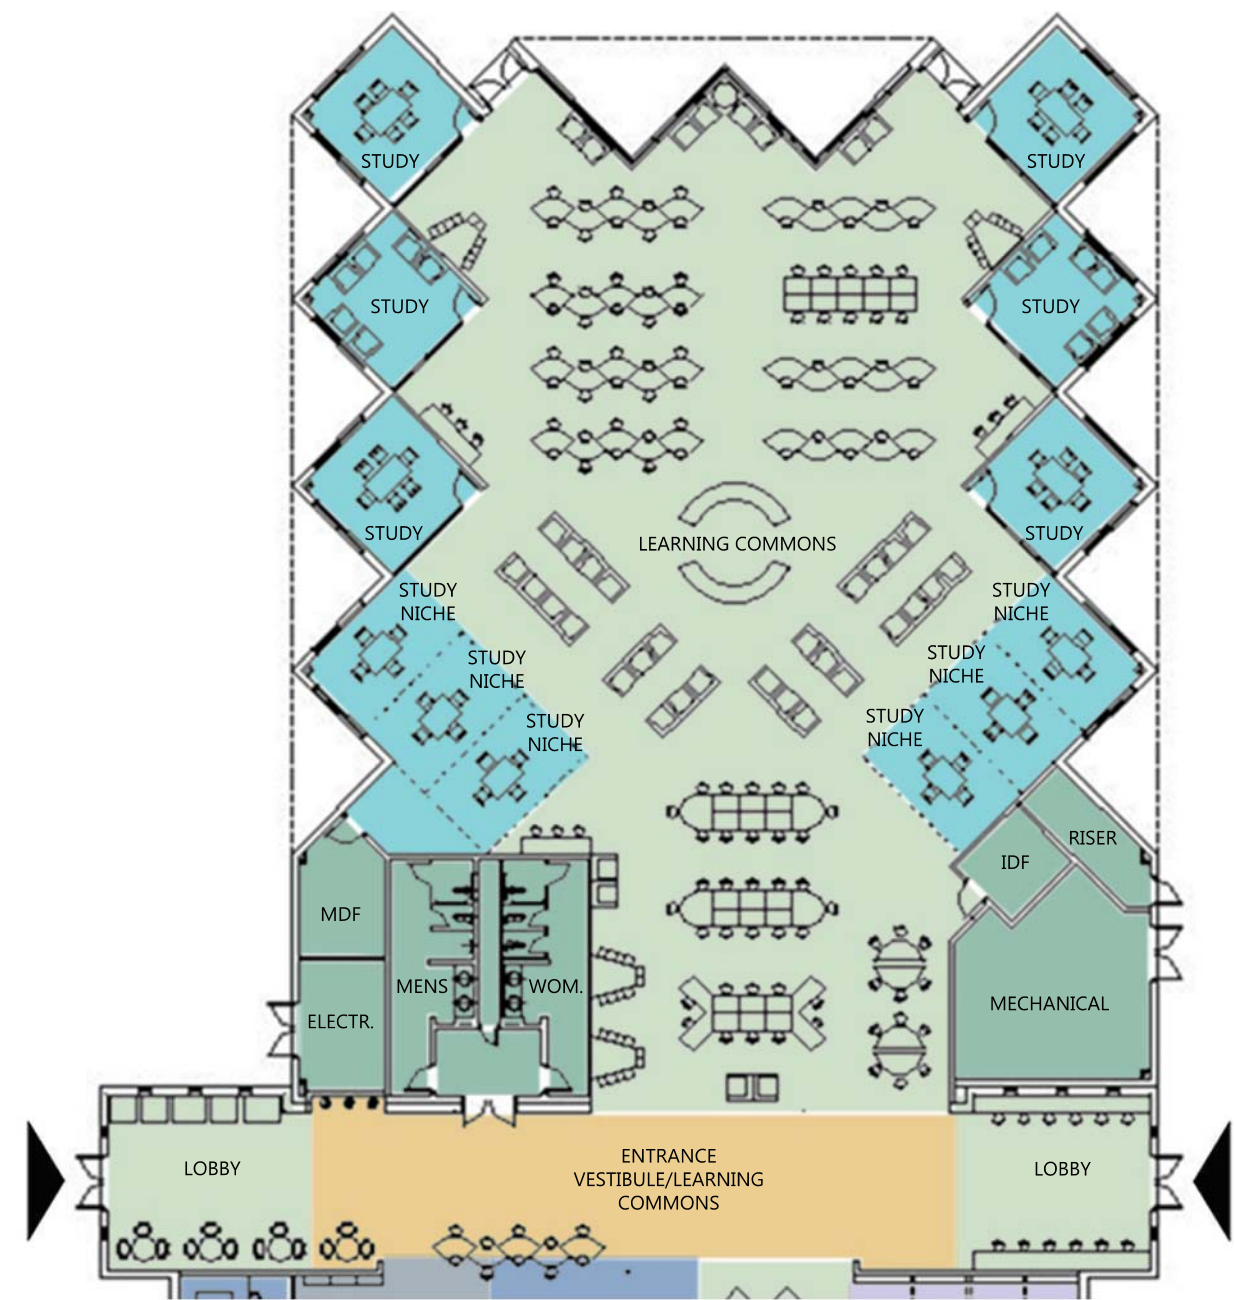 STUDY
STUDY
STUDY
STUDY
STUDY
STUDY
LEARNING COMMONS
STUDY
NICHE
STUDY
NICHE
STUDY
NICHE
STUDY
NICHE
STUDY
NICHE
STUDY
NICHE
RISER
IDF
MDF
MENS
WOM.
MECHANICAL
ELECTR.
LOBBY
ENTRANCE
VESTIBULE/LEARNING
COMMONS
LOBBY